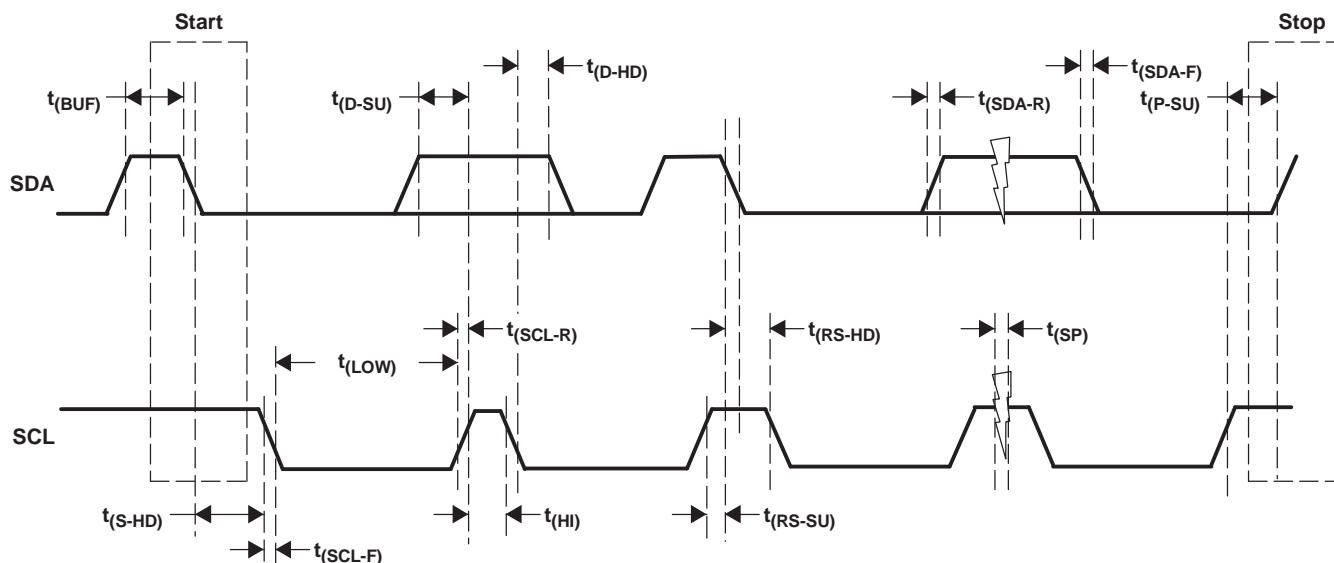 Start
Stop
t(D-HD)
t(SDA-F)
t(BUF)
t(D-SU)
t(SDA-R)
t(P-SU)
SDA
t(SCL-R)
t(RS-HD)
t(SP)
t(LOW)
SCL
t(S-HD)
t(HI)
t(RS-SU)
t(SCL-F)